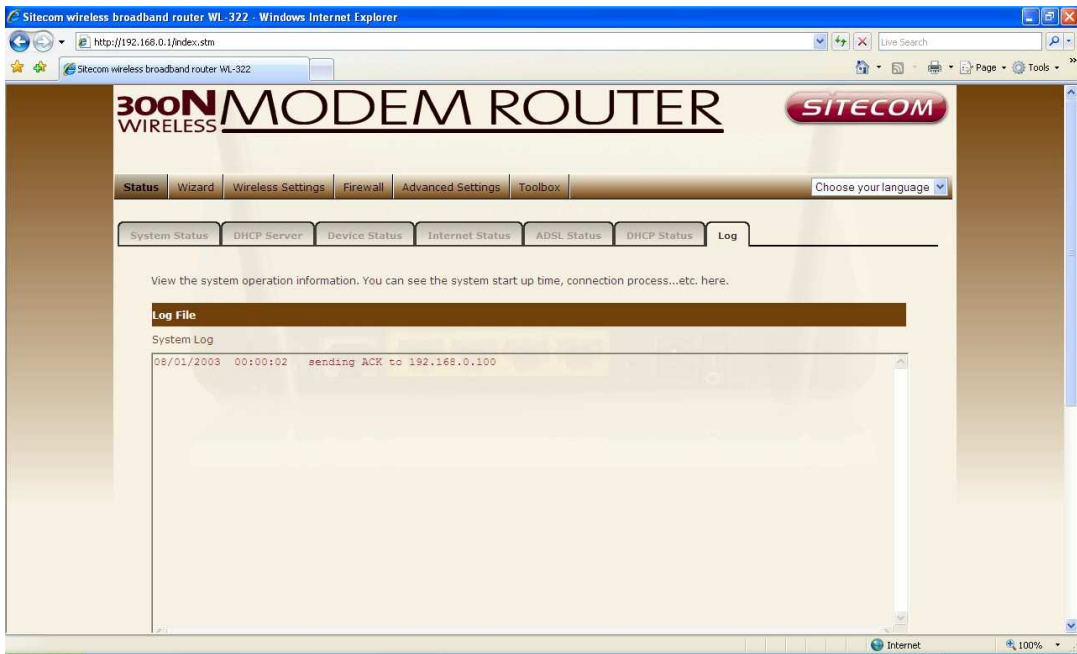 Sitecom wireless broadband router WL-322 - Windows Internet Explorer
http://192.168.0.1/index.stm
Live Search
Sitecom wireless broadband router WL-322
Page
Tools
300N WIRELESS MODEM ROUTER
SITECOM
Status Wizard Wireless Settings Firewall Advanced Settings Toolbox
Choose your language
System Status DHCP Server Device Status Internet Status ADSL Status DHCP Status Log
View the system operation information. You can see the system start up time, connection process...etc. here.
Log File
System Log
08/01/2003 00:00:02 sending ACK to 192.168.0.100
Internet
100%